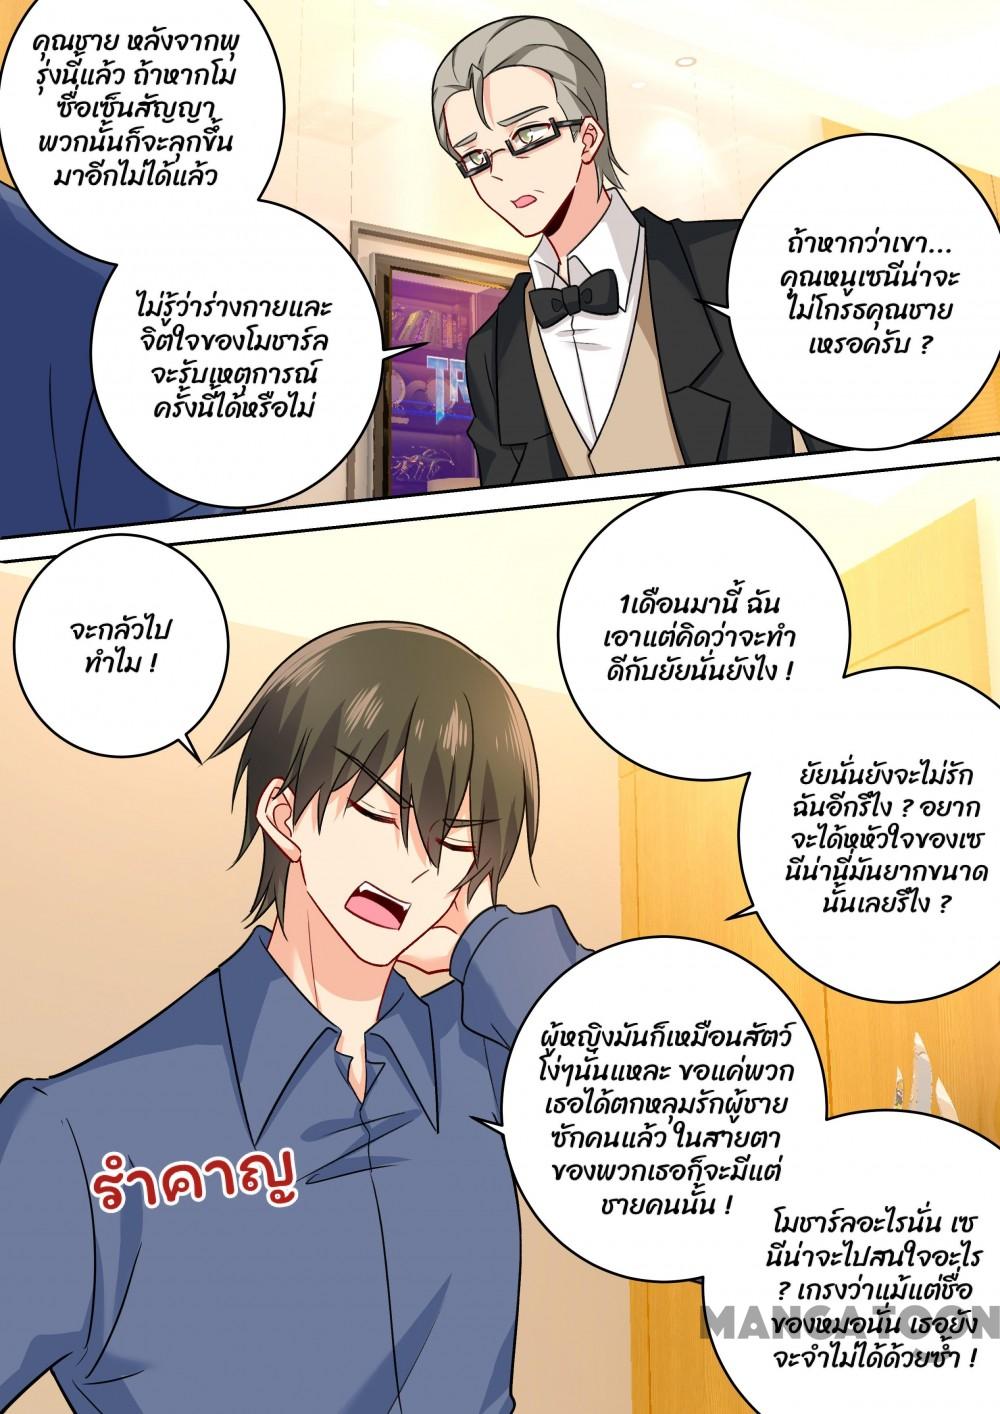 คุณชาย หลังจากพุ
รุ่งนี้แล้ว ถ้าหากโม
ซื่อเซ็นสัญญา
พวกนั้นก็จะลุกขึ้น
มาอีกไม่ได้แล้ว
ไม่รู้ว่าร่างกายและ
จิตใจของโมชาร์ล
จะรับเหตุการณ์
ครั้งนี้ได้หรือไม่
ถ้าหากว่าเขา...
คุณหนูเซนีน่าจะ
ไม่โกรธคุณชาย
เหรอครับ ?
TR
จะกลัวไป
ทำไม !
1เดือนมานี้ ฉัน
เอาแต่คิดว่าจะทำ
ดีกับยัยนั่นยังไง !
ยัยนั่นยังจะไม่รัก
ฉันอีกรึไง ? อยาก
จะได้หหัวใจของเซ
นีน่านี่มันยากขนาด
นั้นเลยรึไง ?
ผู้หญิงมันก็เหมือนสัตว์
โง่ๆนั่นแหละ ขอแค่พวก
เธอได้ตกหลุมรักผู้ชาย
ซักคนแล้ว ในสายตา
ของพวกเธอก็จะมีแต่
ชายคนนั้น !
รำคาญ
โมชาร์ลอะไรนั่น เซ
นีน่าจะไปสนใจอะไร
? เกรงว่าแม้แต่ชื่อ
ของหมอนั่น เธอยัง
จะจำไม่ได้ด้วยซ้ำ !
MANGATOON